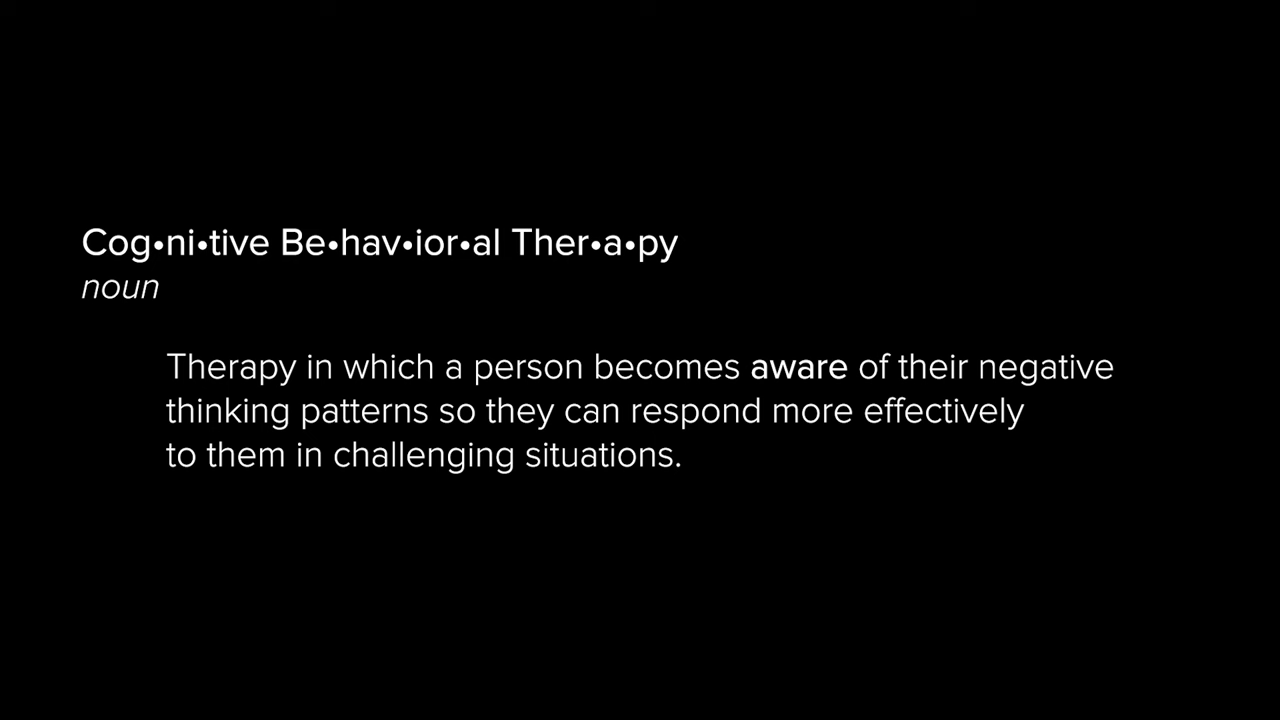 Cog•ni•tive Be•hav•ior•al Ther•a•py
noun
Therapy in which a person becomes aware of their negative
thinking patterns so they can respond more effectively
to them in challenging situations.